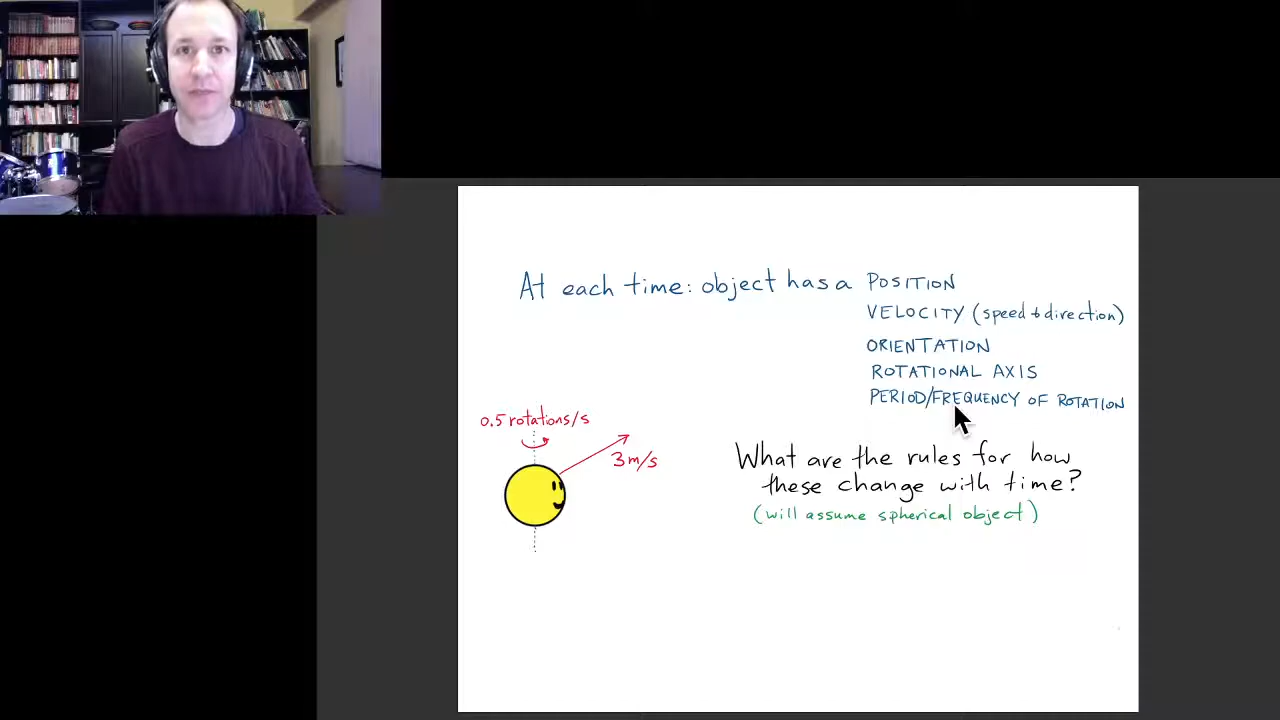 At each time: object has a POSITION
VELOCITY (speed + direction)
ORIENTATION
ROTATIONAL AXIS
PERIOD/FREQUENCY OF ROTATION
0.5 rotations/s
3m/s
What are the rules for how
these change with time?
(will assume spherical object)